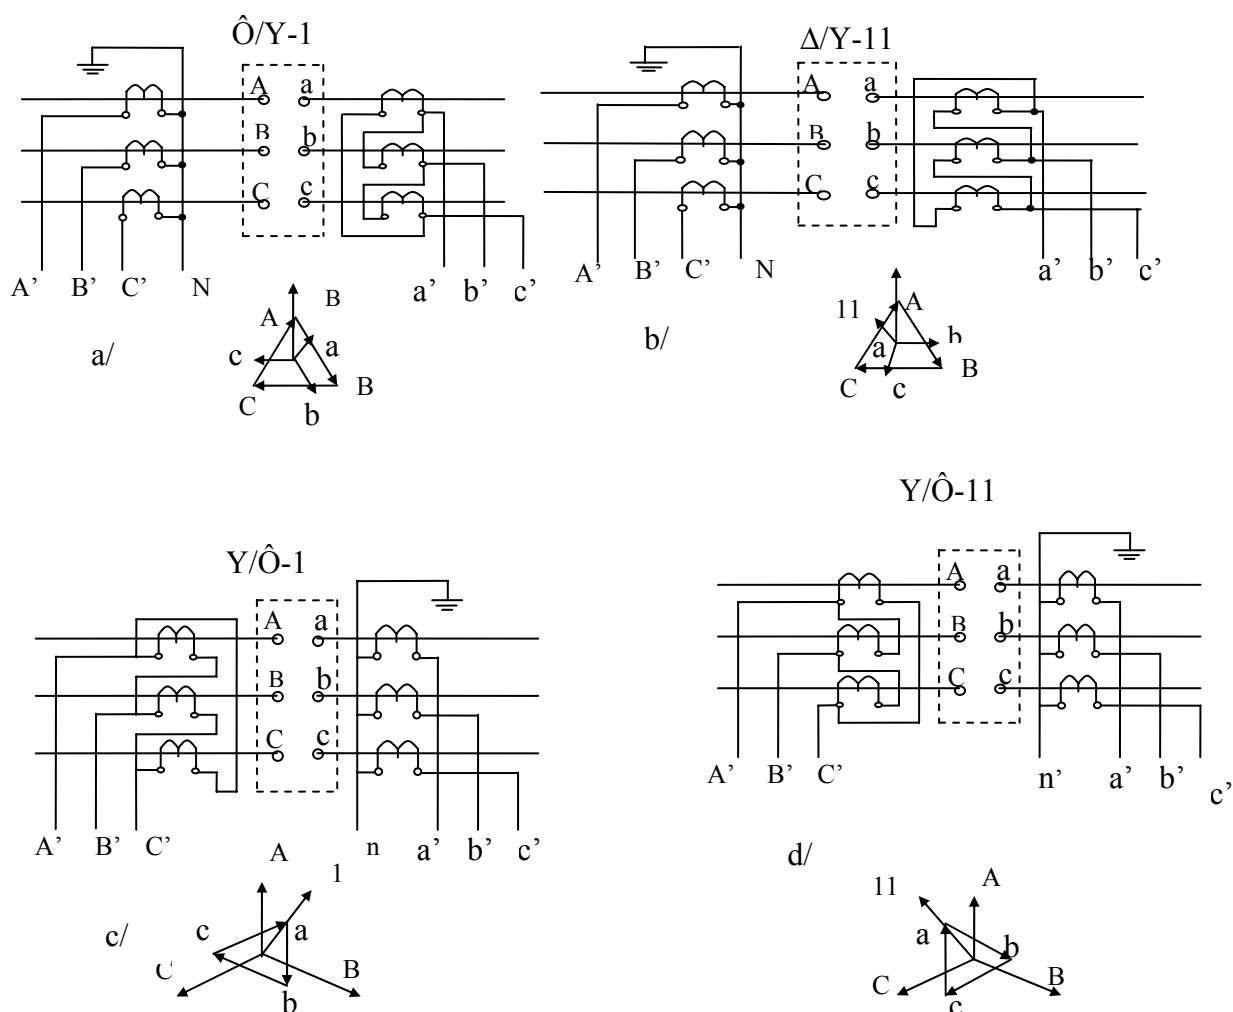 Ô/Y-1
A a
B b
C c
A’ B’ C’ N a’ b’ c’
B
A
a
c
B
C
b
a/
Δ/Y-11
A a
B b
C c
A’ B’ C’ N a’ b’ c’
11 A
b
a
B
C c
b/
Y/Ô-1
A a
B b
C c
A’ B’ C’ n a’ b’ c’
A
1
c a
C B
b
c/
Y/Ô-11
A a
B b
C c
A’ B’ C’ n’ a’ b’ c’
d/
11 A
a b
C B
c